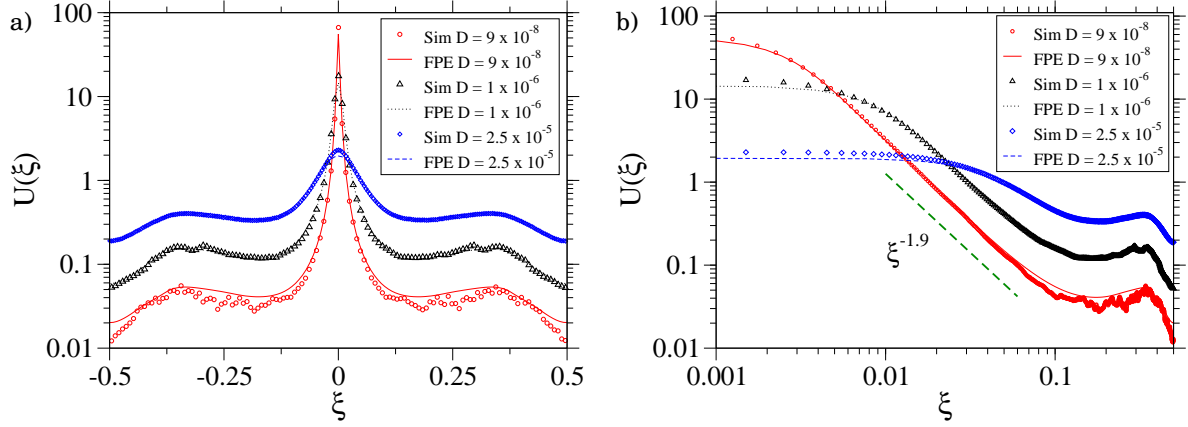 a)
100
10
1
0.1
0.01
U(ξ)
-0.5
-0.25
0
0.25
0.5
ξ
Sim D = 9 x 10⁻⁸
FPE D = 9 x 10⁻⁸
Sim D = 1 x 10⁻⁶
FPE D = 1 x 10⁻⁶
Sim D = 2.5 x 10⁻⁵
FPE D = 2.5 x 10⁻⁵
b)
100
10
1
0.1
0.01
U(ξ)
0.001
0.01
0.1
ξ
Sim D = 9 x 10⁻⁸
FPE D = 9 x 10⁻⁸
Sim D = 1 x 10⁻⁶
FPE D = 1 x 10⁻⁶
Sim D = 2.5 x 10⁻⁵
FPE D = 2.5 x 10⁻⁵
ξ⁻¹·⁹